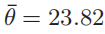 θ̄ = 23.82